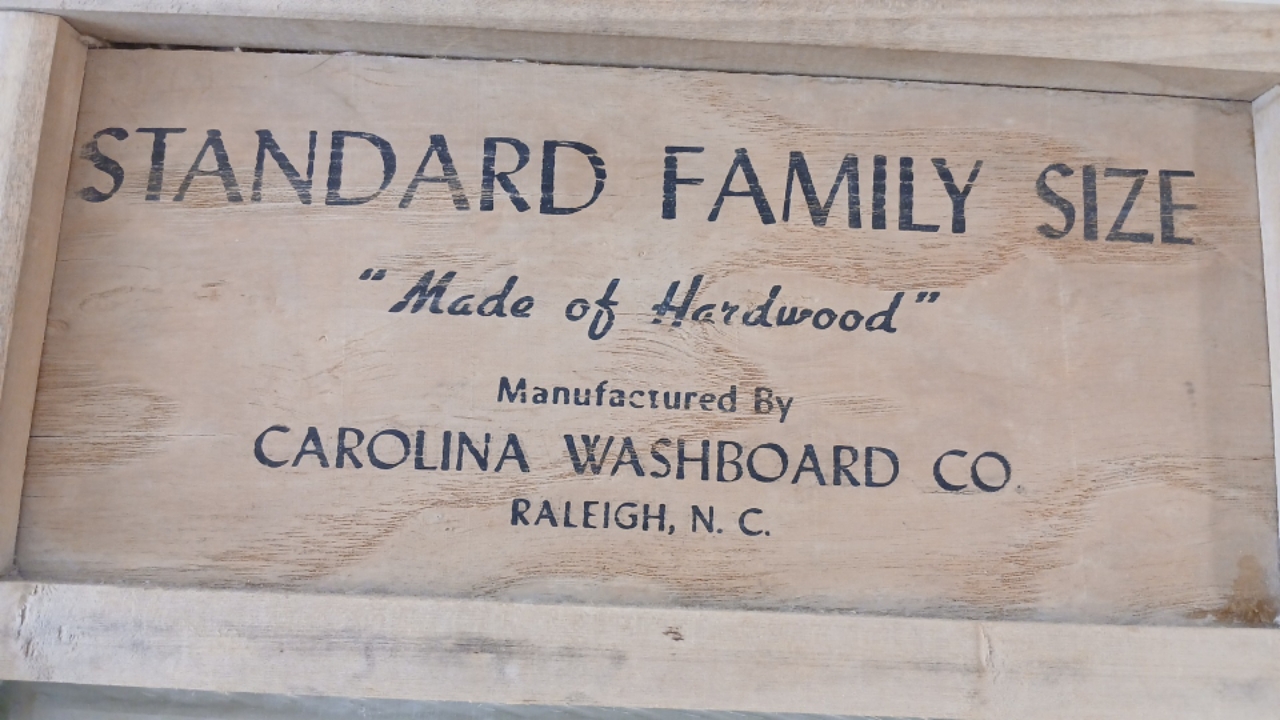 STANDARD FAMILY SIZE
"Made of Hardwood"
Manufactured By
CAROLINA WASHBOARD CO.
RALEIGH, N. C.